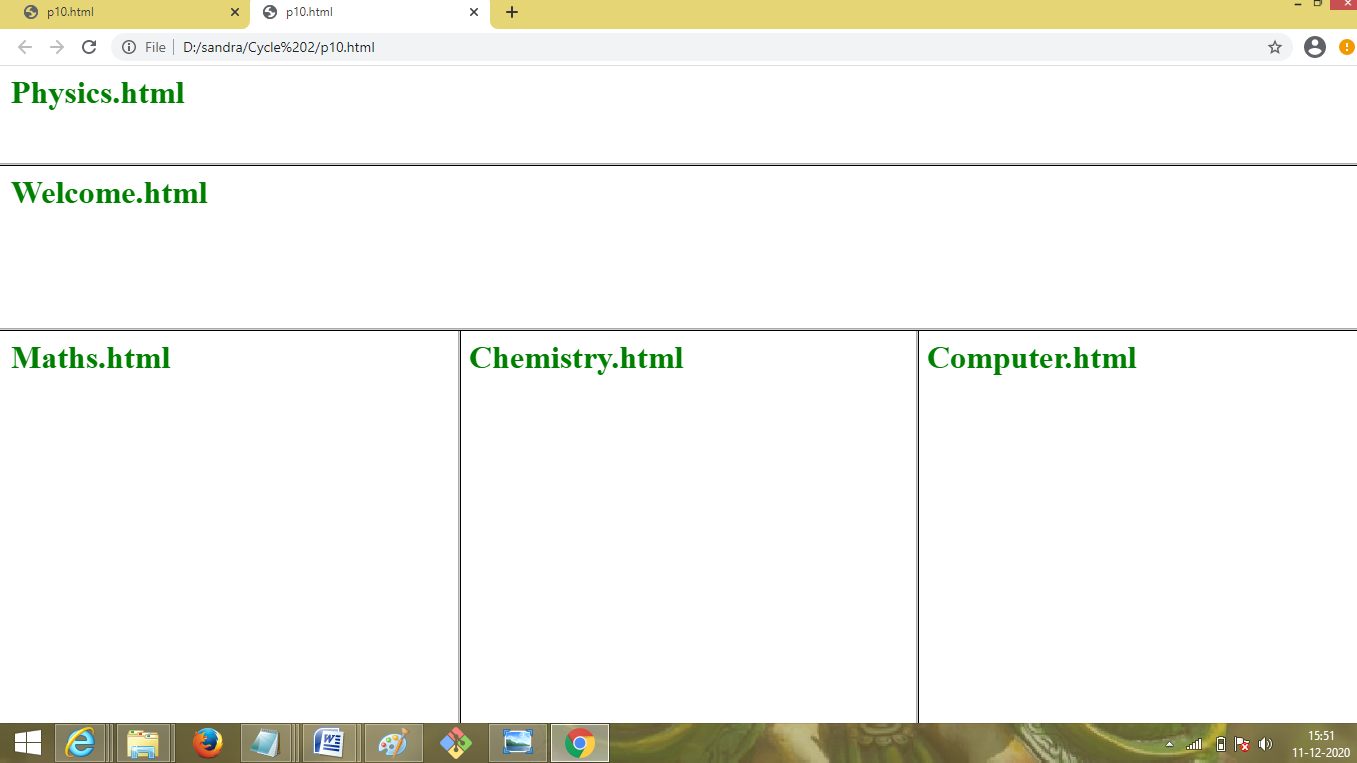 p10.html
p10.html
File D:/sandra/Cycle%202/p10.html
Physics.html
Welcome.html
Maths.html Chemistry.html Computer.html
15:51
11-12-2020